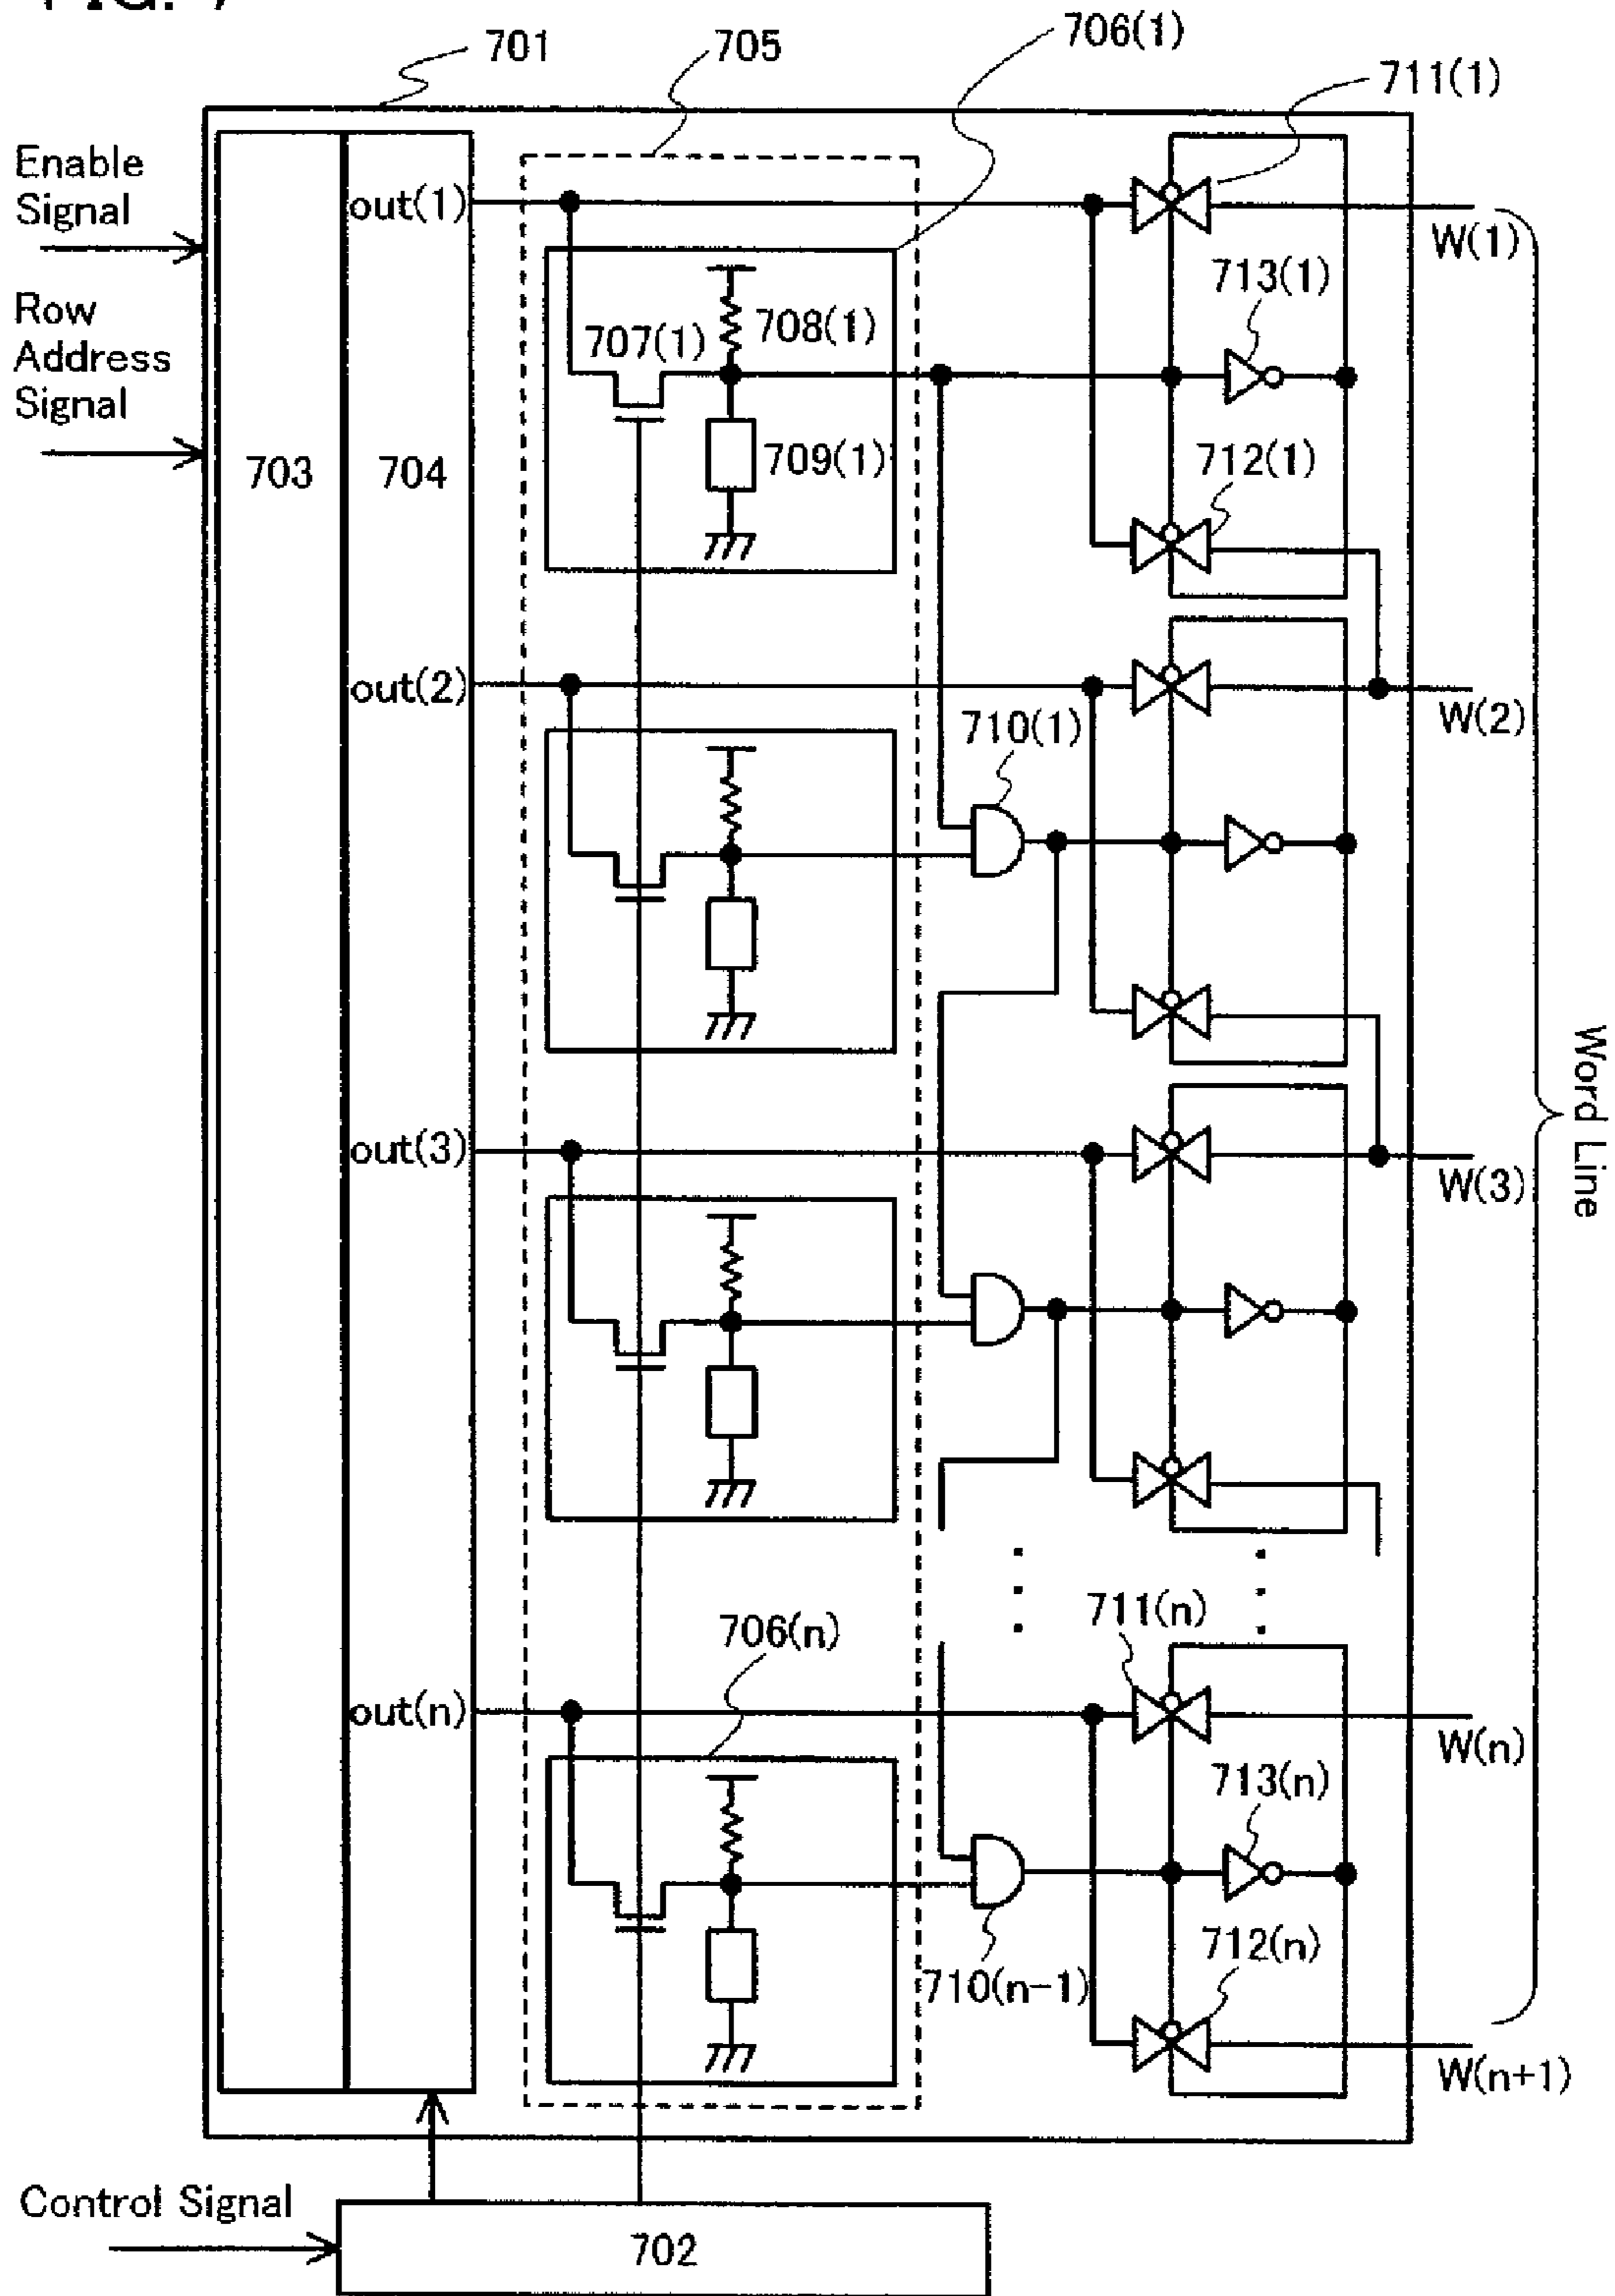 FIG. 7
701
705
706(1)
711(1)
Enable
Signal
out(1)
W(1)
Row
Address
Signal
713(1)
708(1)
707(1)
703
704
709(1)
712(1)
out(2)
W(2)
710(1)
out(3)
W(3)
Word Line
711(n)
706(n)
out(n)
W(n)
713(n)
712(n)
710(n-1)
W(n+1)
Control Signal
702